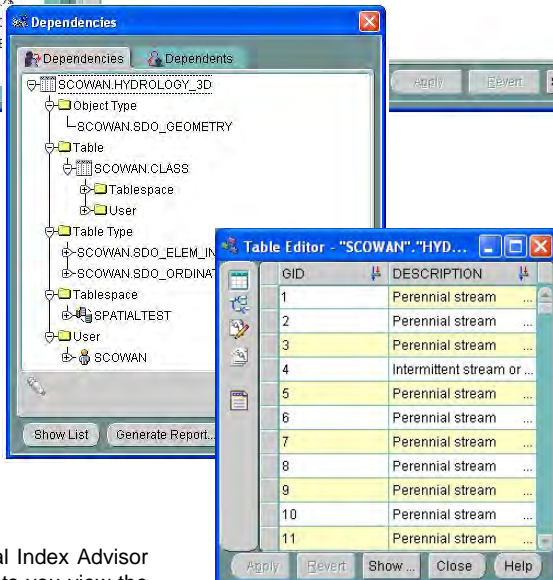 Dependencies
Dependencies Dependents
SCOWAN.HYDROLOGY_3D
Object Type
SCOWAN.SDO_GEOMETRY
Table
SCOWAN.CLASS
Tablespace
User
Table Type
SCOWAN.SDO_ELEM_IN
SCOWAN.SDO_ORDINAT
Tablespace
SPATIALTEST
User
SCOWAN
Show List Generate Report...
Apply Revert
Table Editor - "SCOWAN"."HYD...
GID DESCRIPTION
1 Perennial stream ...
2 Perennial stream ...
3 Perennial stream ...
4 Intermittent stream or ...
5 Perennial stream ...
6 Perennial stream ...
7 Perennial stream ...
8 Perennial stream ...
9 Perennial stream ...
10 Perennial stream ...
11 Perennial stream ...
Apply Revert Show ... Close Help
al Index Advisor